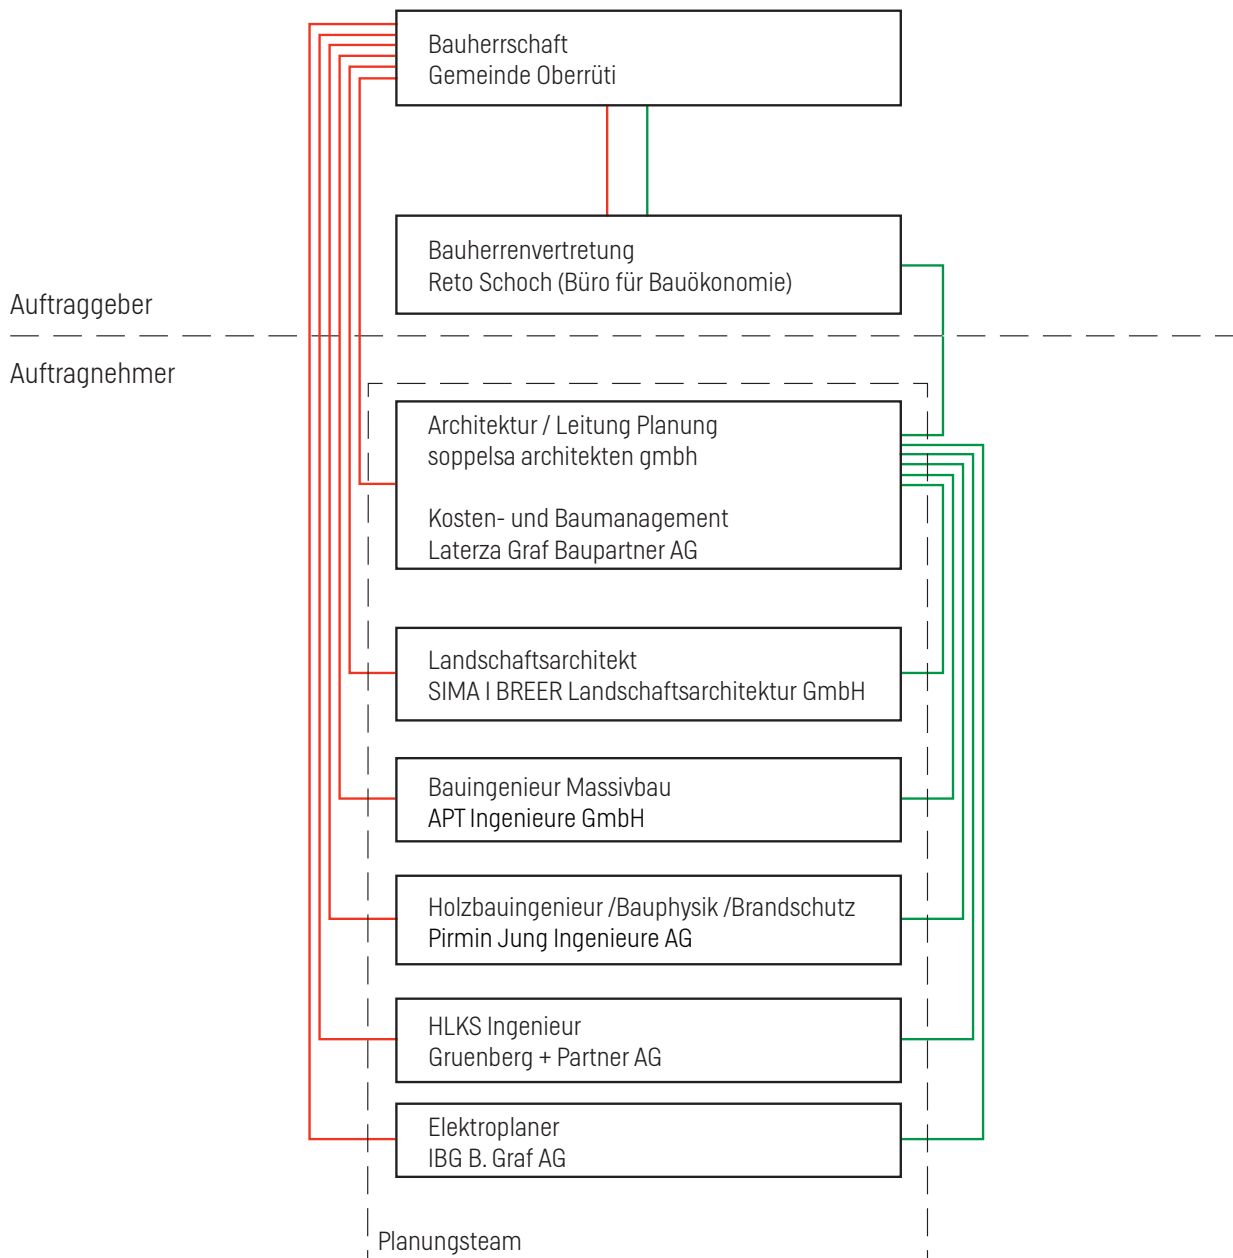 Bauherrschaft
Gemeinde Oberrüti
Bauherrenvertretung
Reto Schoch (Büro für Bauökonomie)
Auftraggeber
Auftragnehmer
Architektur / Leitung Planung
soppelsa architekten gmbh
Kosten- und Baumanagement
Laterza Graf Baupartner AG
Landschaftsarchitekt
SIMA I BREER Landschaftsarchitektur GmbH
Bauingenieur Massivbau
APT Ingenieure GmbH
Holzbauingenieur /Bauphysik /Brandschutz
Pirmin Jung Ingenieure AG
HLKS Ingenieur
Gruenberg + Partner AG
Elektroplaner
IBG B. Graf AG
Planungsteam